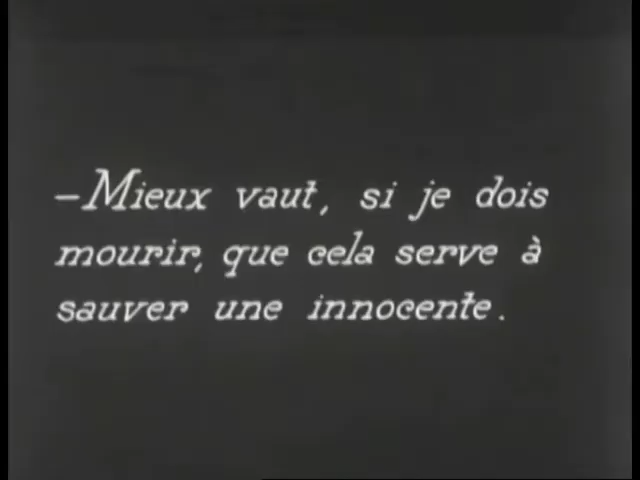 –Mieux vaut, si je dois
mourir, que cela serve à
sauver une innocente.